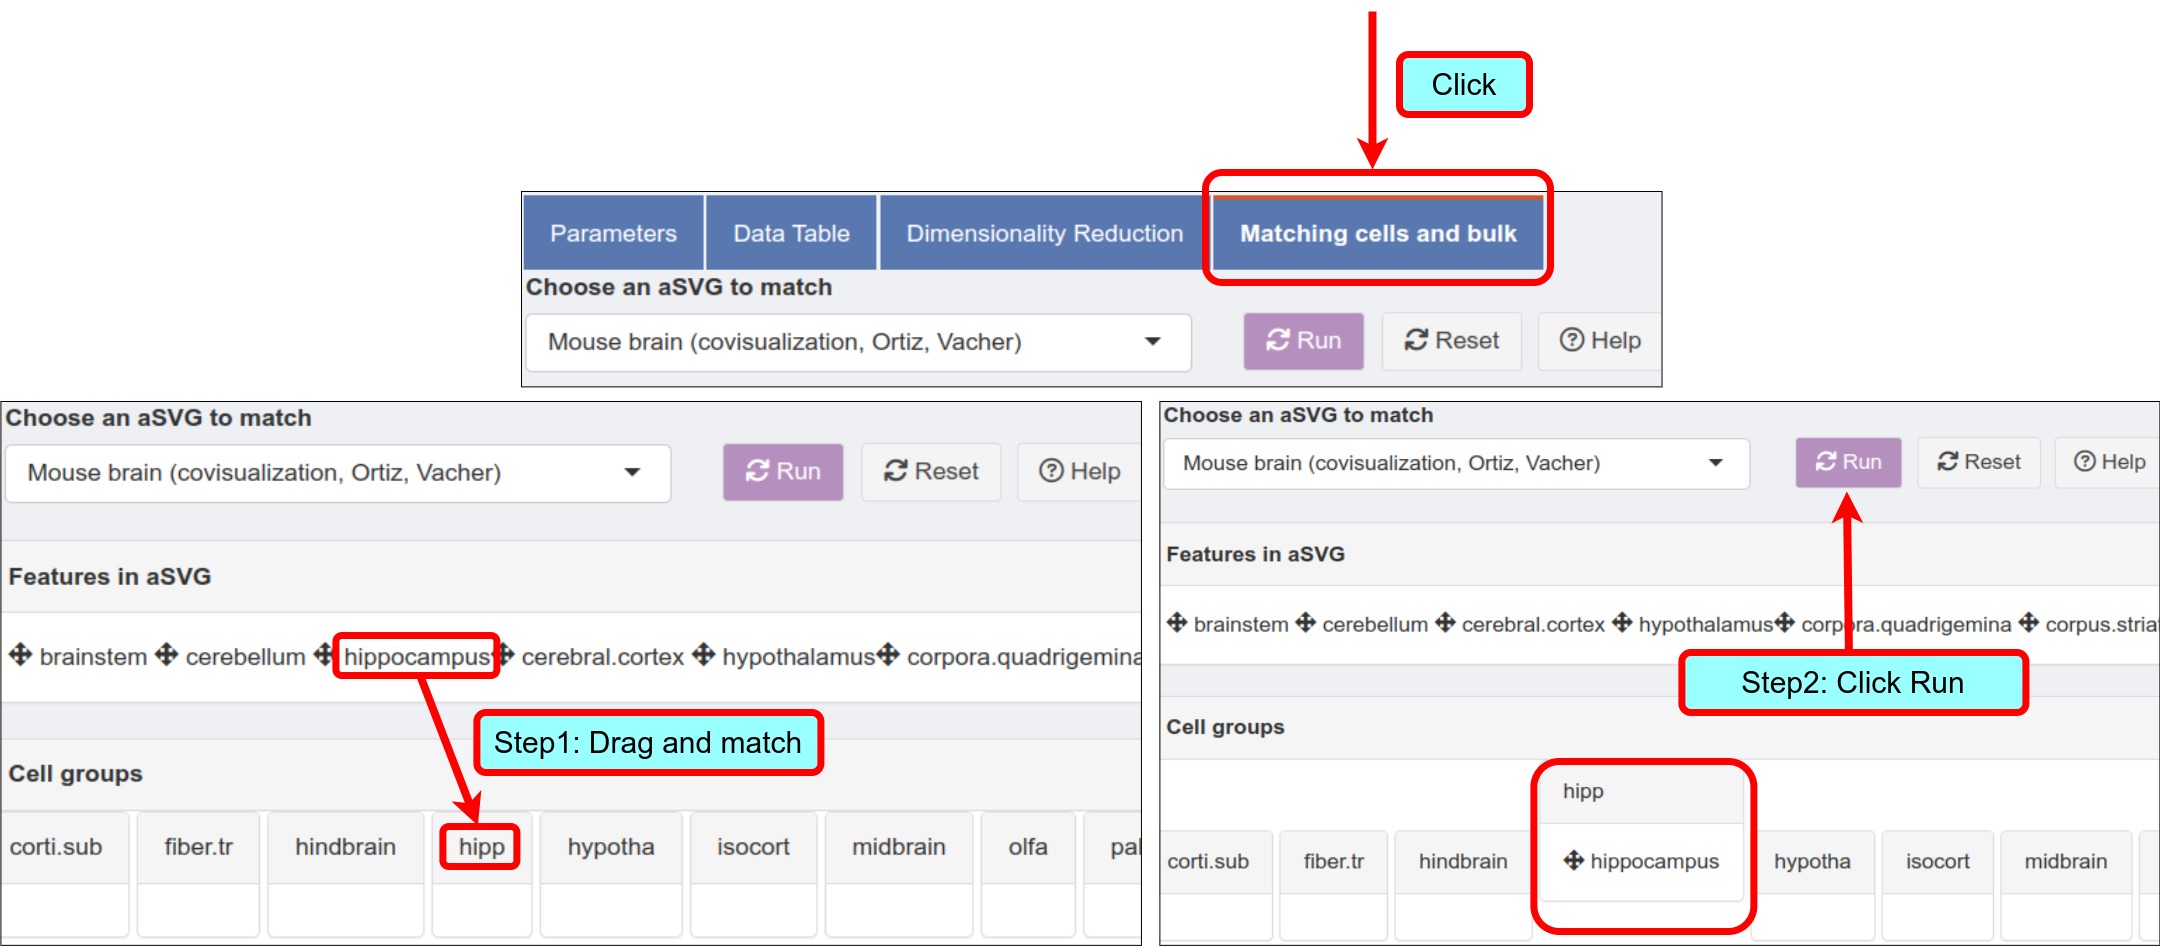 Click
Parameters Data Table Dimensionality Reduction Matching cells and bulk
Choose an aSVG to match
Mouse brain (covisualization, Ortiz, Vacher) Run Reset Help
Choose an aSVG to match
Mouse brain (covisualization, Ortiz, Vacher) Run Reset Help
Features in aSVG
brainstem cerebellum hippocampus cerebral.cortex hypothalamus corpora.quadrigemina
Step1: Drag and match
Cell groups
corti.sub fiber.tr hindbrain hipp hypotha isocort midbrain olfa pal
Choose an aSVG to match
Mouse brain (covisualization, Ortiz, Vacher) Run Reset Help
Features in aSVG
brainstem cerebellum cerebral.cortex hypothalamus corpora.quadrigemina corpus.striat
Step2: Click Run
Cell groups
hipp
corti.sub fiber.tr hindbrain hippocampus hypotha isocort midbrain